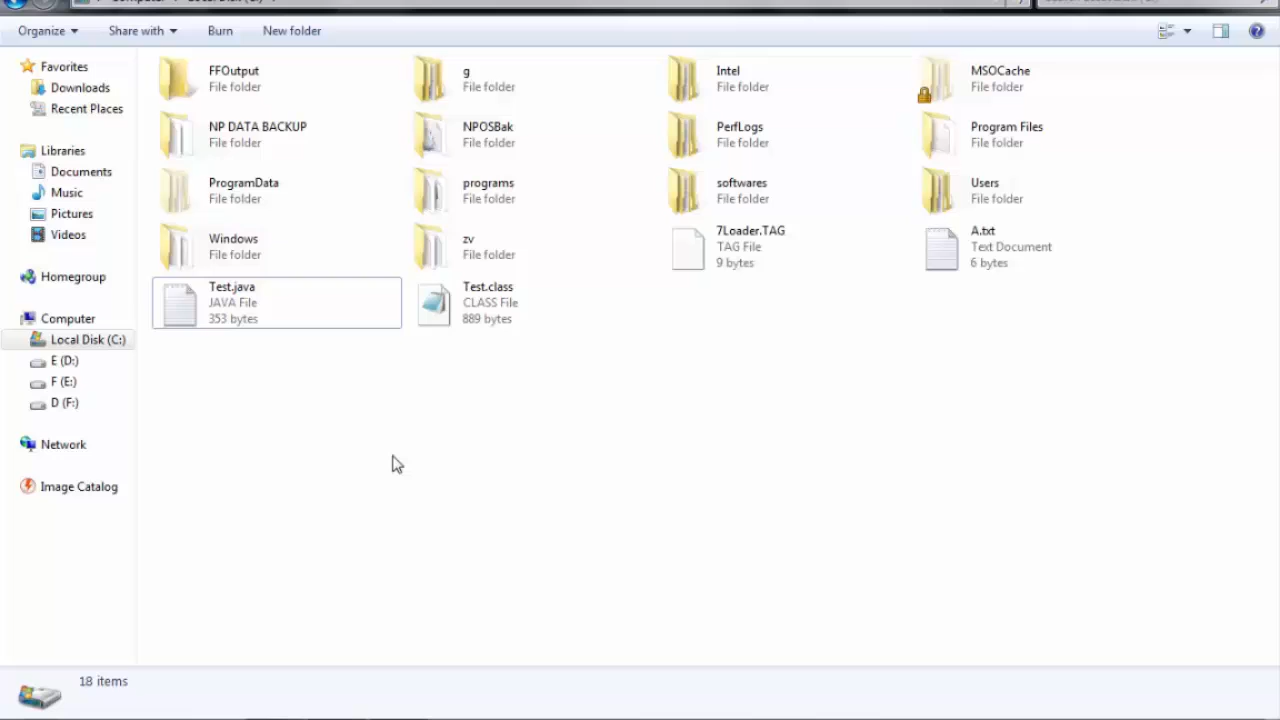 Organize
Share with
Burn
New folder
Favorites
Downloads
Recent Places
Libraries
Documents
Music
Pictures
Videos
Homegroup
Computer
Local Disk (C:)
E (D:)
F (E:)
D (F:)
Network
Image Catalog
FFOutput
File folder
g
File folder
Intel
File folder
MSOCache
File folder
NP DATA BACKUP
File folder
NPOSBak
File folder
PerfLogs
File folder
Program Files
File folder
ProgramData
File folder
programs
File folder
softwares
File folder
Users
File folder
Windows
File folder
zv
File folder
7Loader.TAG
TAG File
9 bytes
A.txt
Text Document
6 bytes
Test.java
JAVA File
353 bytes
Test.class
CLASS File
889 bytes
18 items